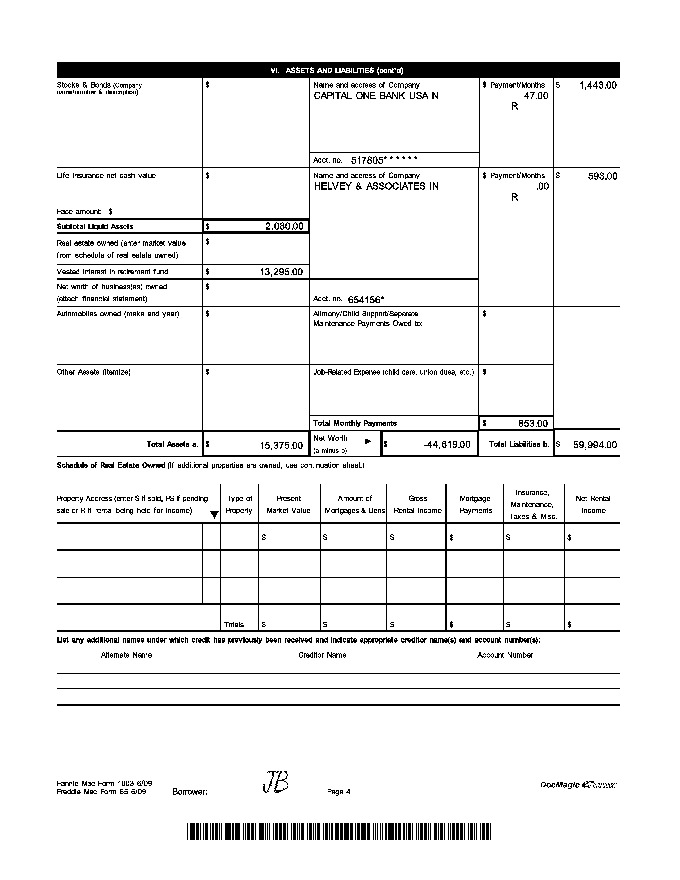 VI. ASSETS AND LIABILITIES (cont'd)
Stocks & Bonds (Company
name/number & description)
$
Name and address of Company
CAPITAL ONE BANK USA N
$ Payment/Months
47.00
R
$ 1,443.00
Acct. no. 517805******
Life insurance net cash value
$
Face amount: $
Name and address of Company
HELVEY & ASSOCIATES IN
$ Payment/Months
.00
R
$ 593.00
Subtotal Liquid Assets
$ 2,080.00
Real estate owned (enter market value
from schedule of real estate owned)
$
Vested interest in retirement fund
$ 13,295.00
Net worth of business(es) owned
(attach financial statement)
$
Acct. no. 654156*
Automobiles owned (make and year)
$
Alimony/Child Support/Separate
Maintenance Payments Owed to:
$
Other Assets (itemize)
$
Job-Related Expense (child care, union dues, etc.)
$
Total Monthly Payments
$ 853.00
Total Assets a.
$ 15,375.00
Net Worth
(a minus b)
$ -44,619.00
Total Liabilities b.
$ 59,994.00
Schedule of Real Estate Owned (If additional properties are owned, use continuation sheet.)
Property Address (enter S if sold, PS if pending
sale or R if rental being held for income)
Type of
Property
Present
Market Value
Amount of
Mortgages & Liens
Gross
Rental Income
Mortgage
Payments
Insurance,
Maintenance,
Taxes & Misc.
Net Rental
Income
$ $ $ $ $ $
Totals $ $ $ $ $ $
List any additional names under which credit has previously been received and indicate appropriate creditor name(s) and account number(s):
Alternate Name Creditor Name Account Number
Fannie Mae Form 1003 6/09
Freddie Mac Form 65 6/09
Borrower: JB
Page 4
DocMagic